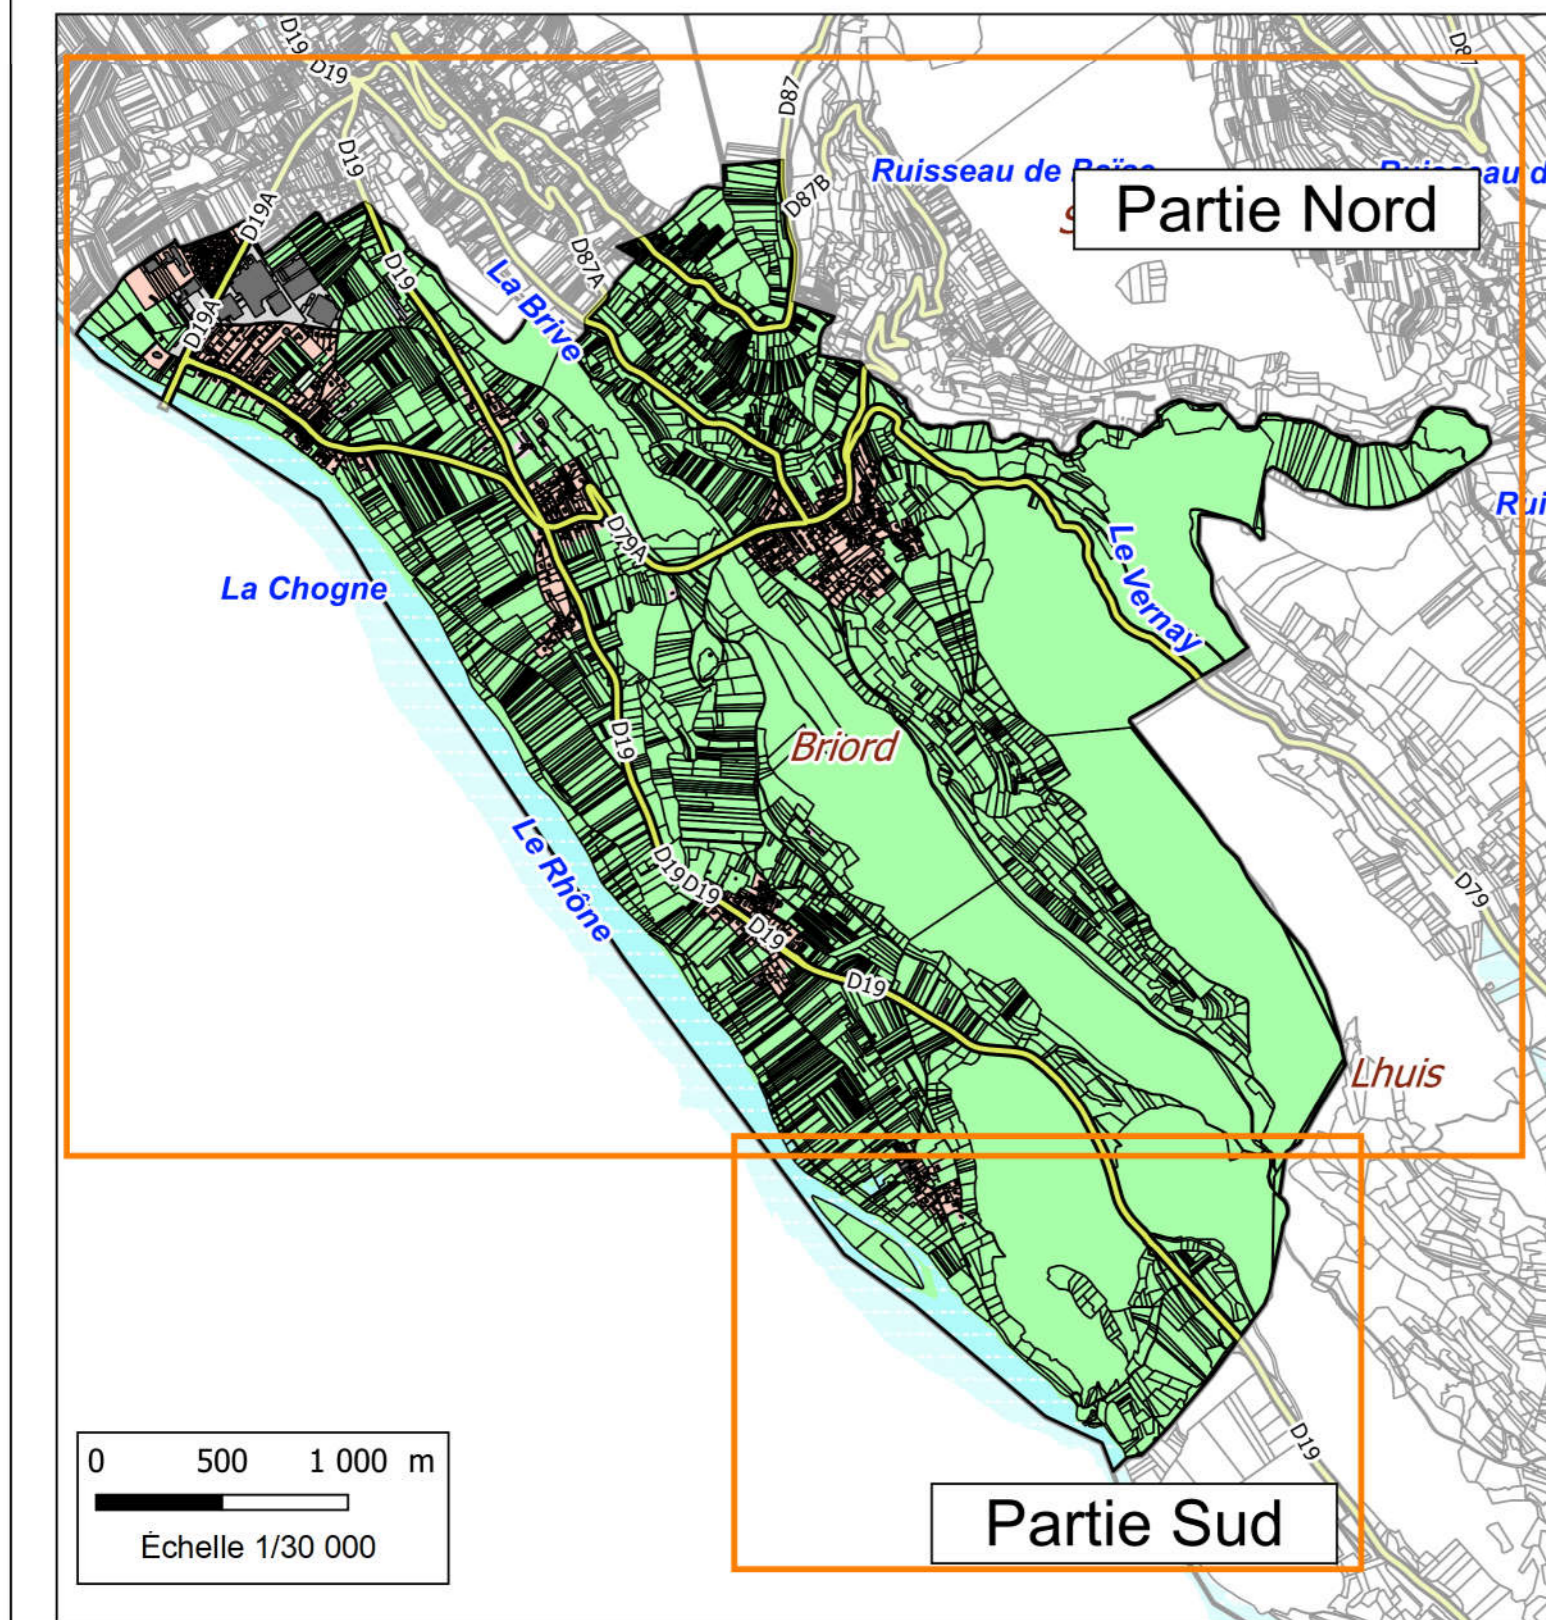 D19
D19
D87
D87
D19
D87B
Ruisseau de
Partie Nord
D19A
D19
D87A
La Brive
D19A
D79A
Le Vernay
La Chogne
D19
Briord
Le Rhône
D19
D19
D19
D79
D19
Lhuis
0 500 1 000 m
Échelle 1/30 000
D19
Partie Sud